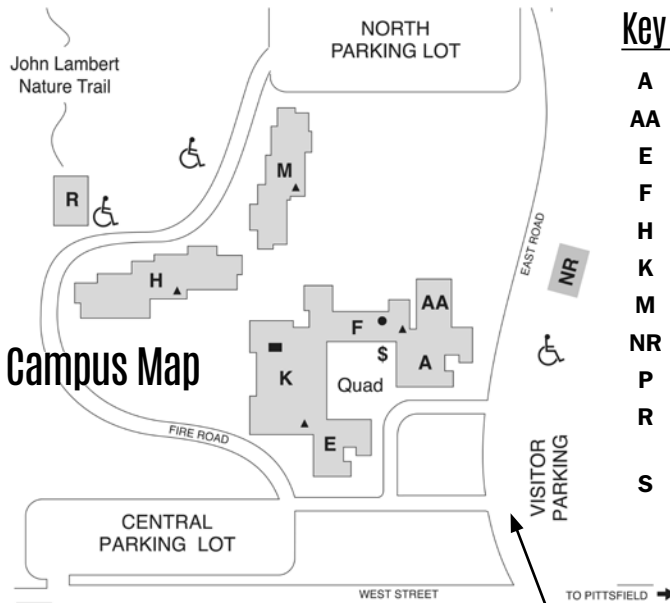 NORTH
PARKING LOT
Key
John Lambert
Nature Trail
A
AA
E
F
H
K
M
NR
P
R
S
M
R
EAST ROAD
NR
H
AA
F
$
A
K
Quad
Campus Map
FIRE ROAD
E
VISITOR
PARKING
CENTRAL
PARKING LOT
WEST STREET
TO PITTSFIELD